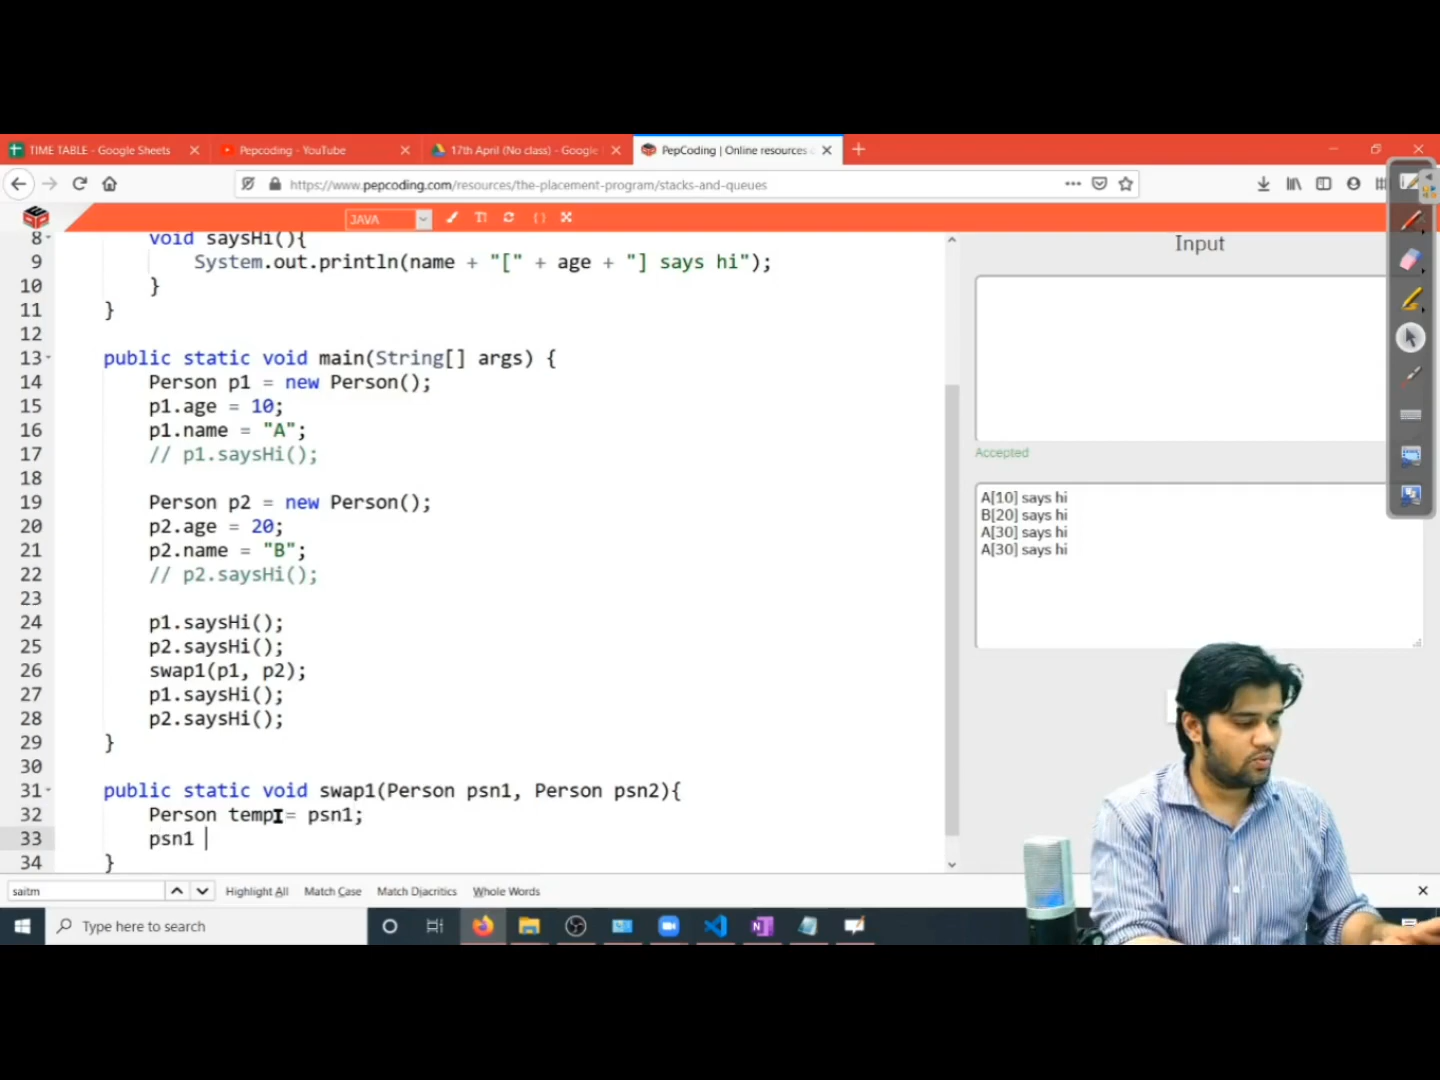 TIME TABLE - Google Sheets
Pepcoding - YouTube
17th April (No class) - Google
PepCoding | Online resources
https://www.pepcoding.com/resources/the-placement-program/stacks-and-queues
JAVA
8 void saysHi(){
9 System.out.println(name + "[" + age + "] says hi");
10 }
11 }
12
13 public static void main(String[] args) {
14 Person p1 = new Person();
15 p1.age = 10;
16 p1.name = "A";
17 // p1.saysHi();
18
19 Person p2 = new Person();
20 p2.age = 20;
21 p2.name = "B";
22 // p2.saysHi();
23
24 p1.saysHi();
25 p2.saysHi();
26 swap1(p1, p2);
27 p1.saysHi();
28 p2.saysHi();
29 }
30
31 public static void swap1(Person psn1, Person psn2){
32 Person temp = psn1;
33 psn1
34 }
Input
Accepted
A[10] says hi
B[20] says hi
A[30] says hi
A[30] says hi
saitm
Highlight All
Match Case
Match Diacritics
Whole Words
Type here to search